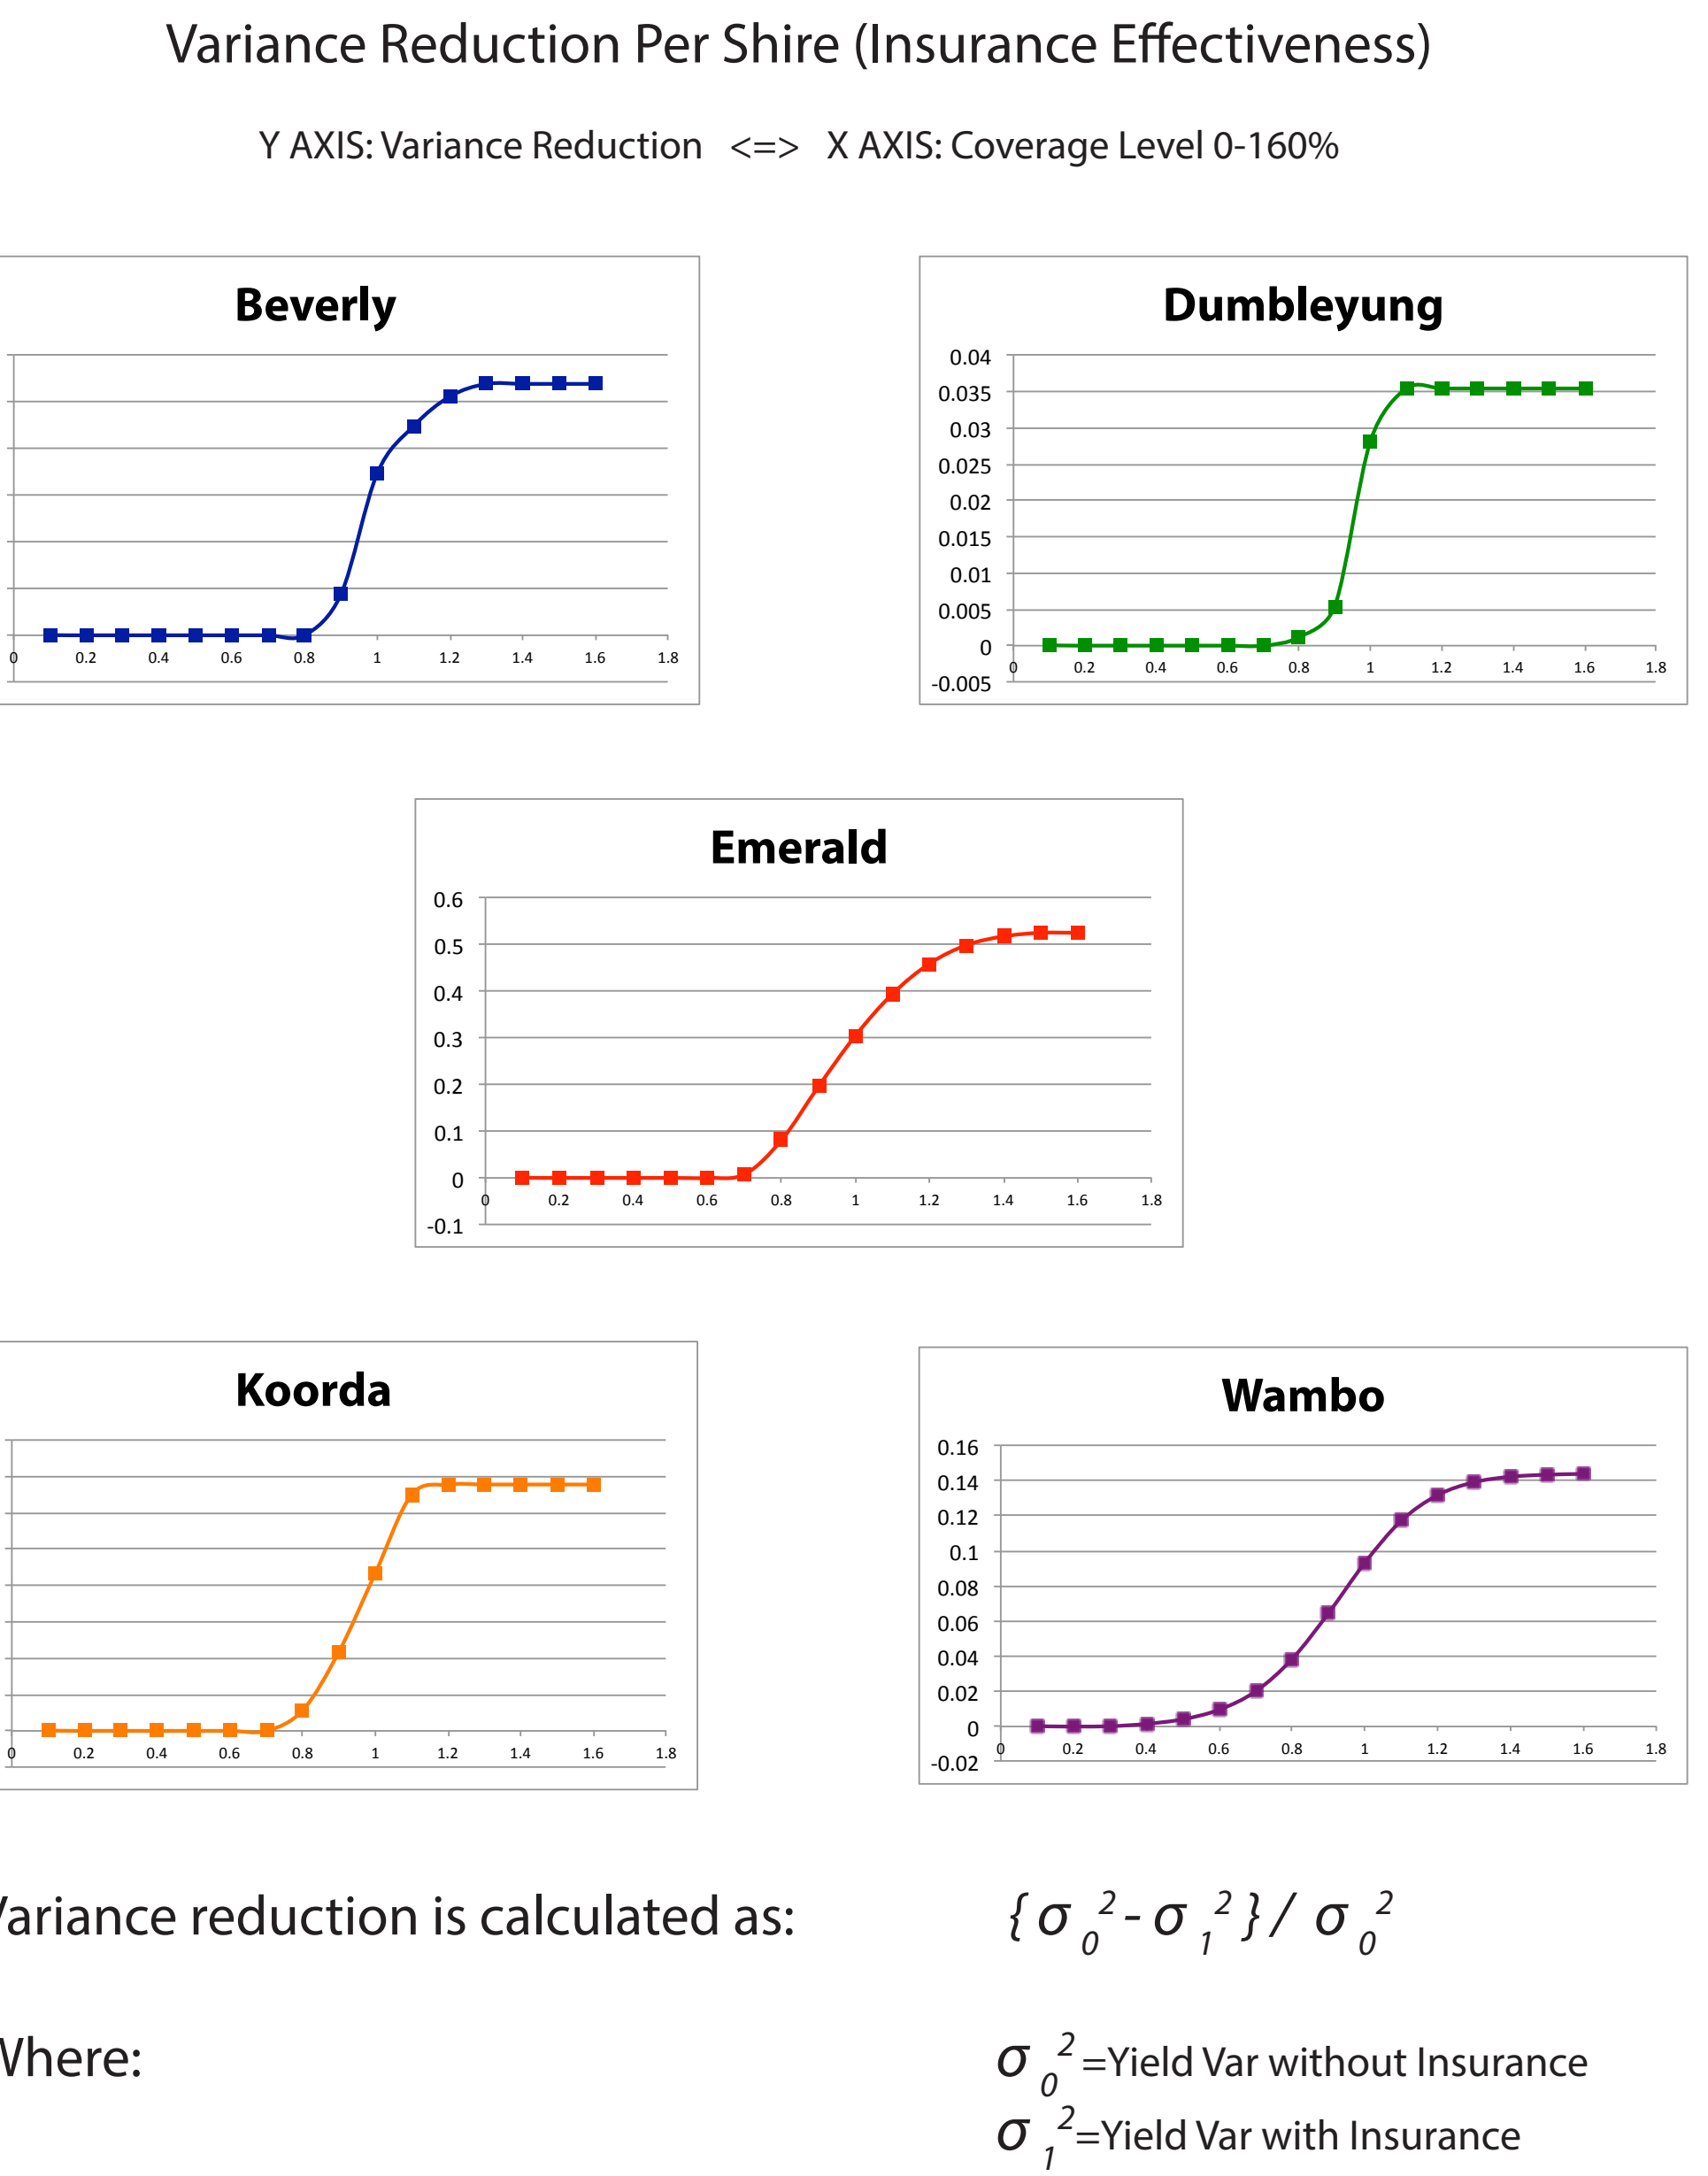 Variance Reduction Per Shire (Insurance Effectiveness)
Y AXIS: Variance Reduction <=> X AXIS: Coverage Level 0-160%
Beverly
0 0.2 0.4 0.6 0.8 1 1.2 1.4 1.6 1.8
Dumbleyung
0.04
0.035
0.03
0.025
0.02
0.015
0.01
0.005
0
-0.005
0 0.2 0.4 0.6 0.8 1 1.2 1.4 1.6 1.8
Emerald
0.6
0.5
0.4
0.3
0.2
0.1
0
-0.1
0 0.2 0.4 0.6 0.8 1 1.2 1.4 1.6 1.8
Koorda
0 0.2 0.4 0.6 0.8 1 1.2 1.4 1.6 1.8
Wambo
0.16
0.14
0.12
0.1
0.08
0.06
0.04
0.02
0
-0.02
0 0.2 0.4 0.6 0.8 1 1.2 1.4 1.6 1.8
Variance reduction is calculated as: {σ₀²-σ₁²}/ σ₀²
Where: σ₀²=Yield Var without Insurance
σ₁²=Yield Var with Insurance